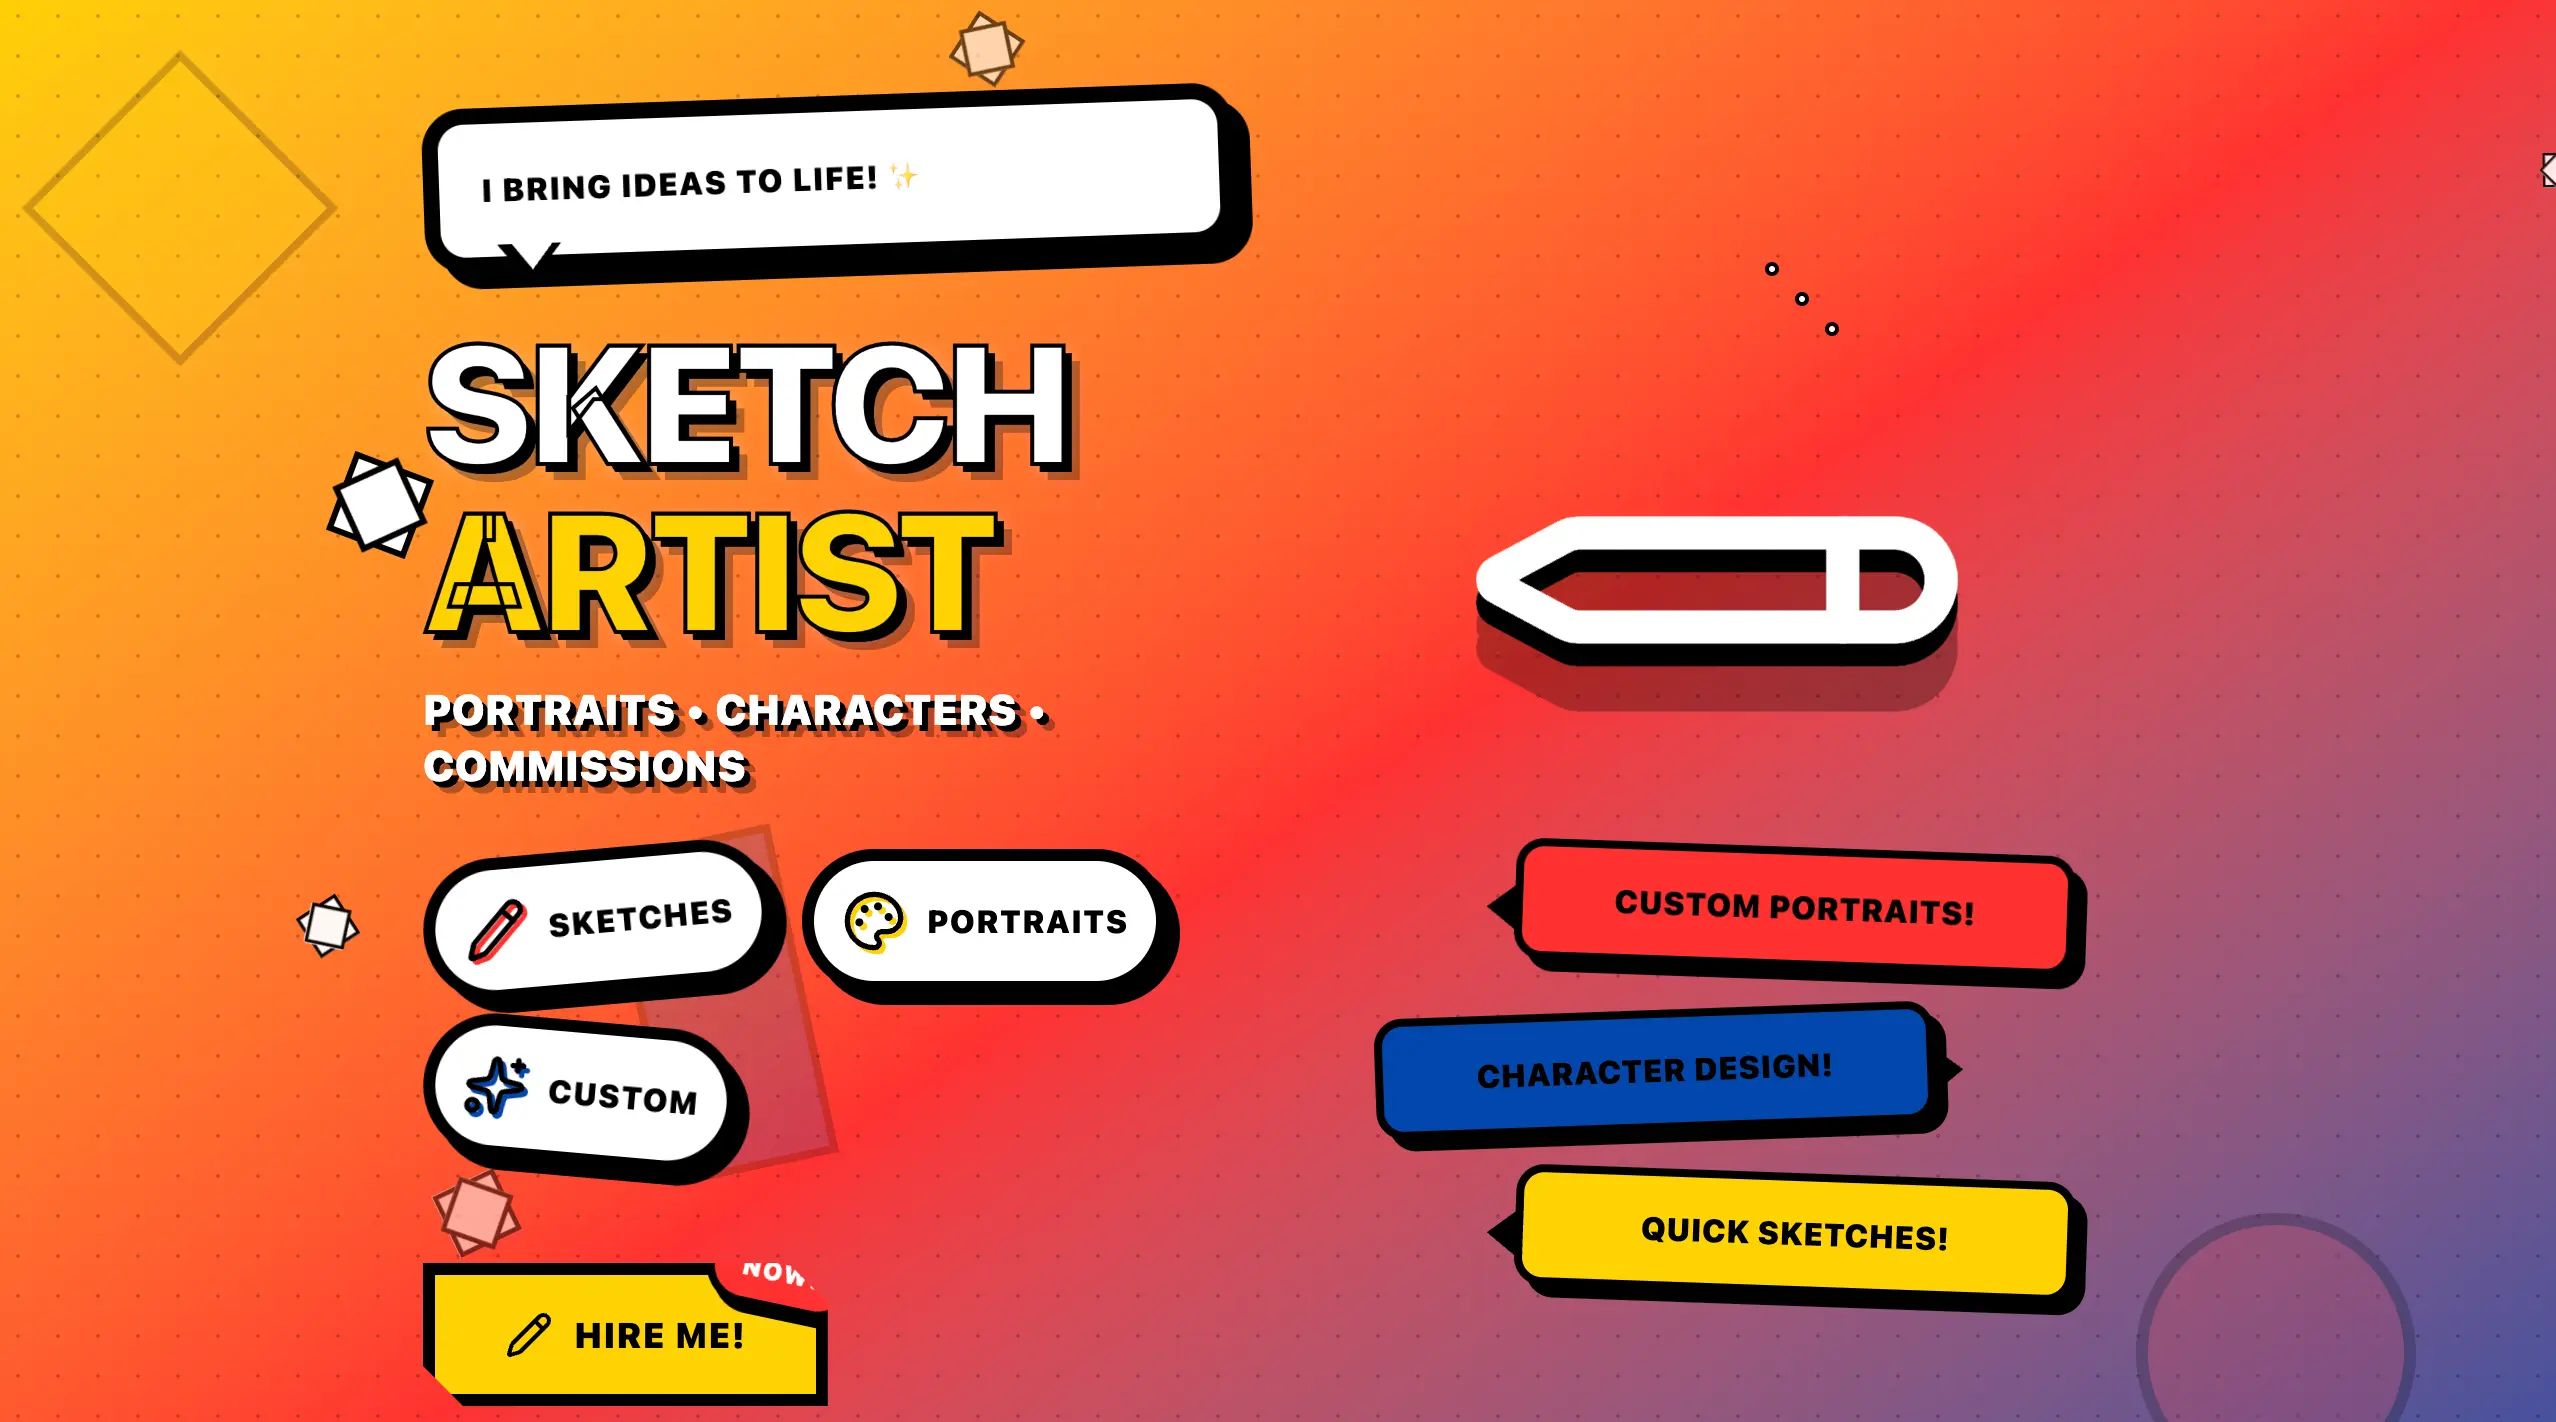 I BRING IDEAS TO LIFE! ✨
SKETCH
ARTIST
PORTRAITS • CHARACTERS •
COMMISSIONS
SKETCHES
PORTRAITS
CUSTOM
NOW
HIRE ME!
CUSTOM PORTRAITS!
CHARACTER DESIGN!
QUICK SKETCHES!